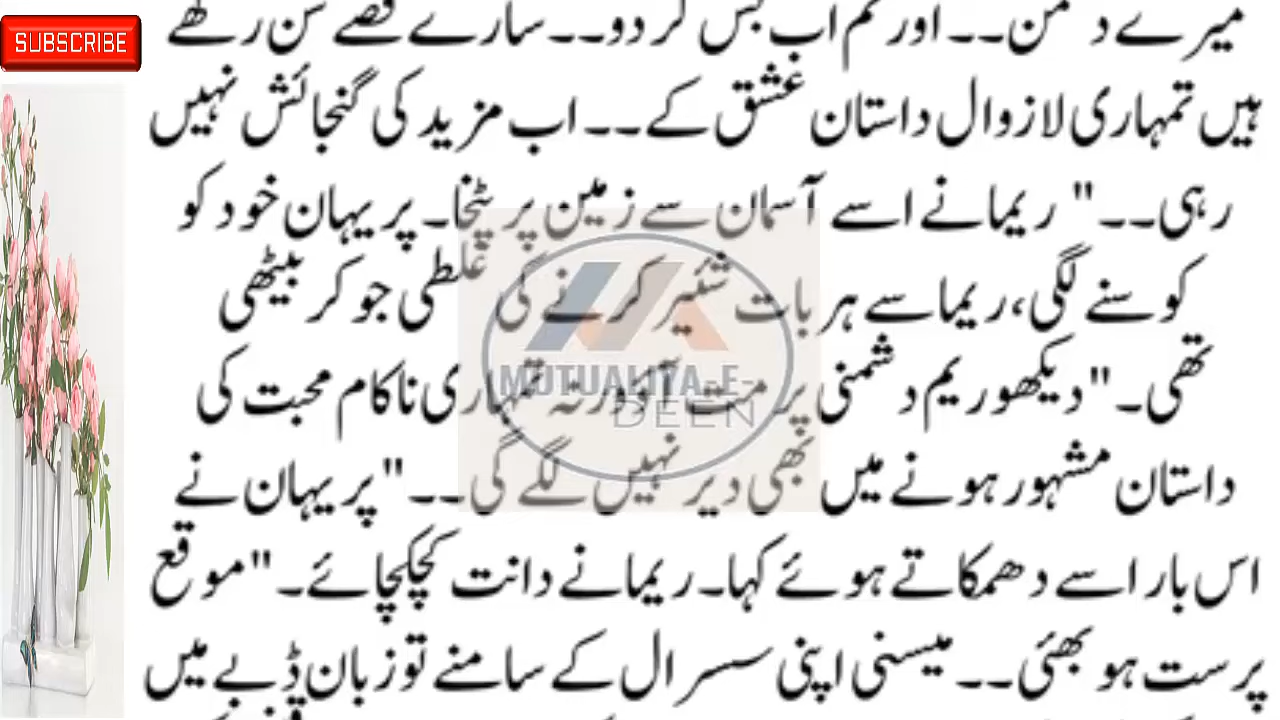 SUBSCRIBE
میرے دشمن۔۔ اور تم اب بس کر دو۔۔ سارے قصے سن رکھے
ہیں تمہاری لازوال داستان عشق کے۔۔ اب مزید کی گنجائش نہیں
رہی۔۔" ریما نے اسے آسمان سے زمین پر پٹخا۔ پریہان خود کو
کوسنے لگی، ریما سے ہر بات شئیر کرنے کی غلطی جو کر بیٹھی
تھی۔ "دیکھو ریم دشمنی پر مت آؤ ورنہ تمہاری ناکام محبت کی
داستان مشہور ہونے میں بھی دیر نہیں لگے گی۔۔" پریہان نے
اس بار اسے دھمکاتے ہوئے کہا۔ ریما نے دانت کچکچائے۔ "موقع
پرست ہو بھئی۔۔ میسنی اپنی سسرال کے سامنے تو زبان ڈبے میں
MUTUALITA-E-
DEEN